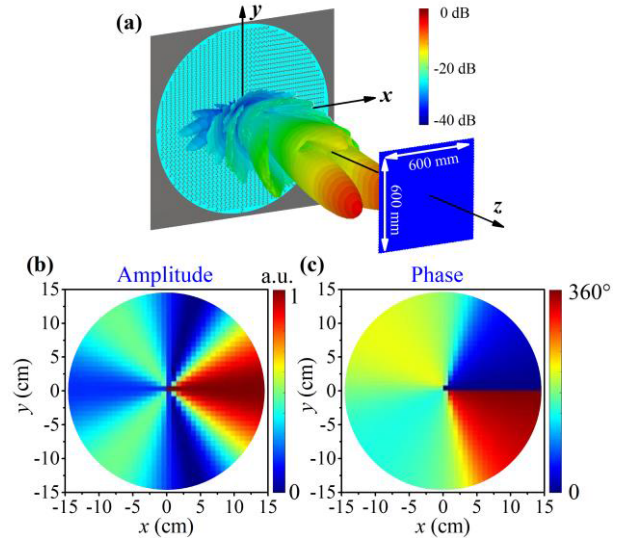 (a)
y
x
z
0 dB
-20 dB
-40 dB
600 mm
600 mm
(b)
Amplitude
a.u.
1
0
15
10
5
0
-5
-10
-15
y (cm)
-15 -10 -5 0 5 10 15
x (cm)
(c)
Phase
360°
0
15
10
5
0
-5
-10
-15
y (cm)
-15 -10 -5 0 5 10 15
x (cm)